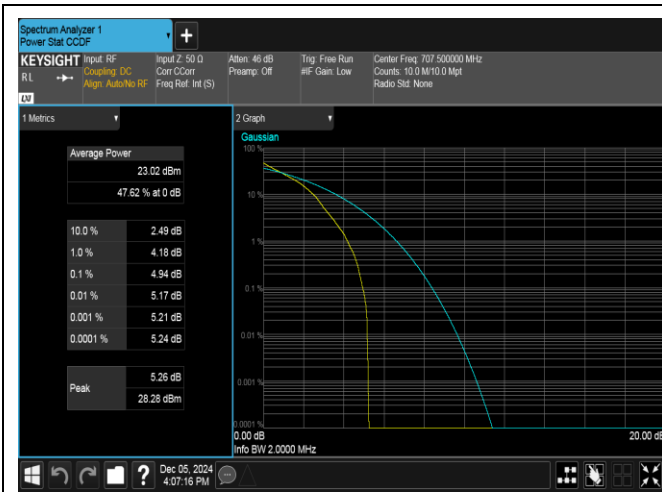 Spectrum Analyzer 1
Power Stat CCDF
+
KEYSIGHT
RL
LXI
Input: RF
Coupling: DC
Align: Auto/No RF
Input Z: 50 Ω
Corr CCorr
Freq Ref: Int (S)
Atten: 46 dB
Preamp: Off
Trig: Free Run
#IF Gain: Low
Center Freq: 707.500000 MHz
Counts: 10.0 M/10.0 Mpt
Radio Std: None
1 Metrics
Average Power
23.02 dBm
47.62 % at 0 dB
10.0 % 2.49 dB
1.0 % 4.18 dB
0.1 % 4.94 dB
0.01 % 5.17 dB
0.001 % 5.21 dB
0.0001 % 5.24 dB
Peak 5.26 dB
28.28 dBm
2 Graph
Gaussian
100 %
10 %
1 %
0.1 %
0.01 %
0.001 %
0.0001 %
0.00 dB 20.00 dB
Info BW 2.0000 MHz
? Dec 05, 2024
4:07:16 PM